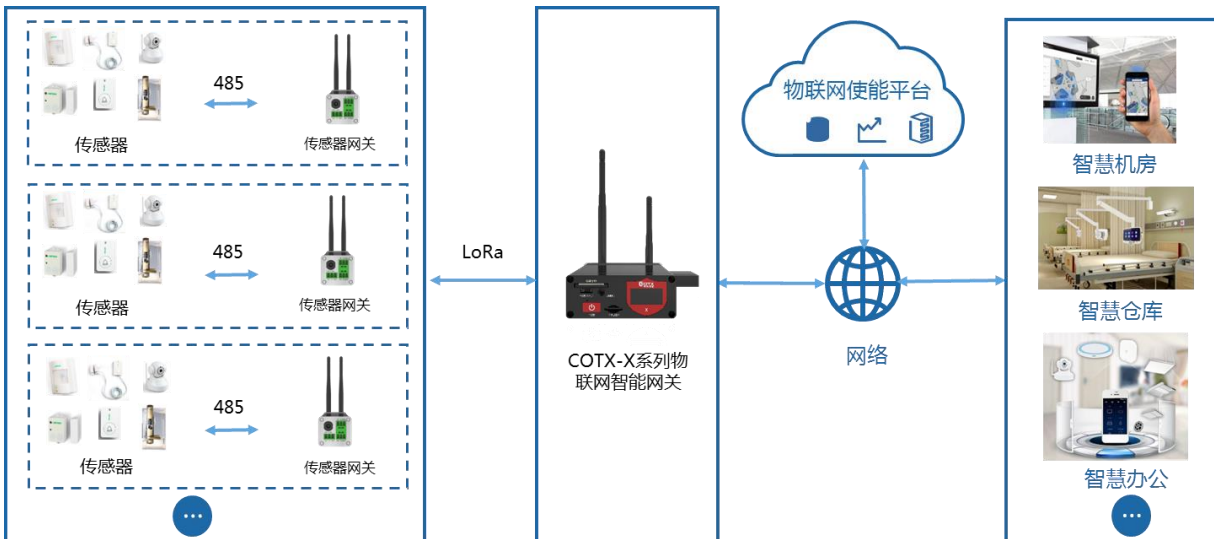 485
传感器
传感器网关
485
传感器
传感器网关
485
传感器
传感器网关
...
LoRa
COTX-X系列物
联网智能网关
物联网使能平台
网络
智慧机房
智慧仓库
智慧办公
...